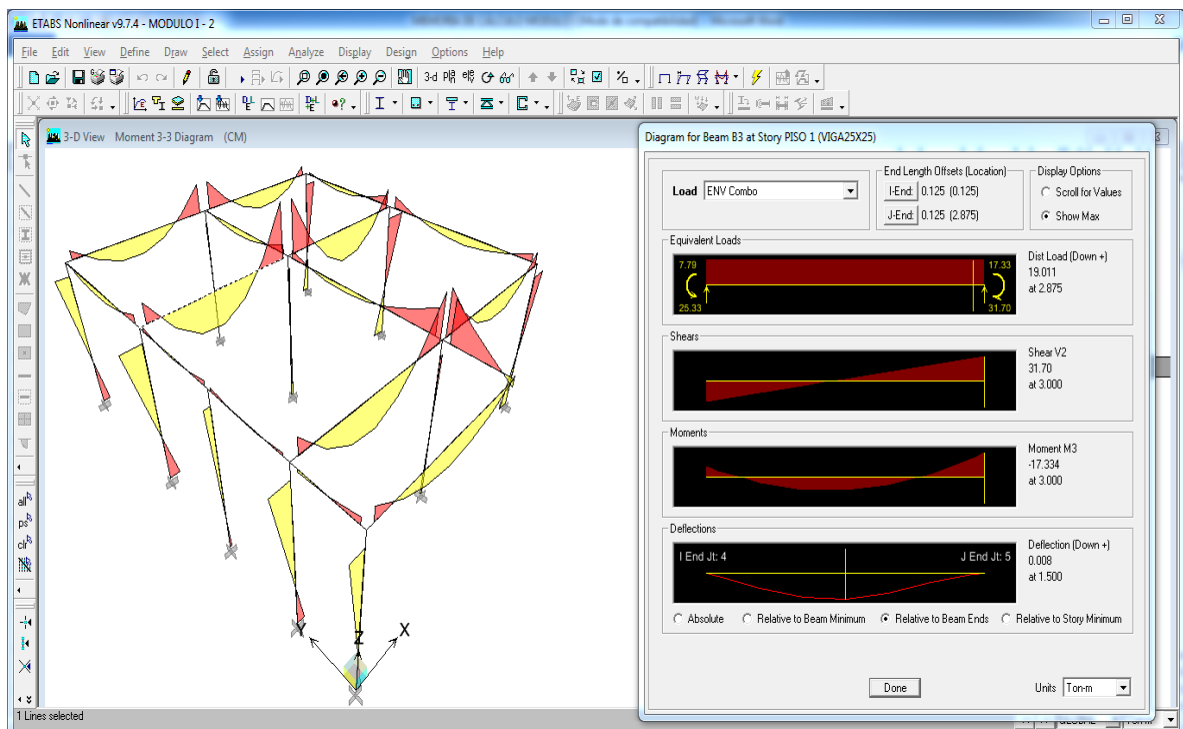 ETABS Nonlinear v9.7.4 - MODULO I - 2
File Edit View Define Draw Select Assign Analyze Display Design Options Help
3-d
3-D View Moment 3-3 Diagram (CM)
all
ps
clr
Y
Z
X
1 Lines selected
Diagram for Beam B3 at Story PISO 1 (VIGA25X25)
Load ENV Combo
End Length Offsets (Location)
I-End: 0.125 (0.125)
J-End: 0.125 (2.875)
Display Options
Scroll for Values
Show Max
Equivalent Loads
7.79 17.33
25.33 31.70
Dist Load (Down +)
19.011
at 2.875
Shears
Shear V2
31.70
at 3.000
Moments
Moment M3
-17.334
at 3.000
Deflections
I End Jt: 4 J End Jt: 5
Deflection (Down +)
0.008
at 1.500
Absolute Relative to Beam Minimum Relative to Beam Ends Relative to Story Minimum
Done
Units Ton-m